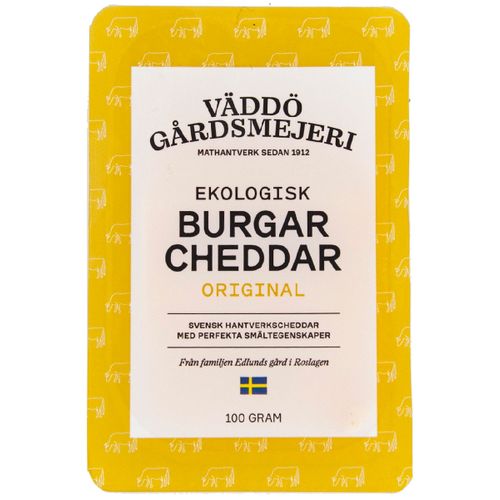 VÄDDÖ
GÅRDSMEJERI
MATHANTVERK SEDAN 1912
EKOLOGISK
BURGAR
CHEDDAR
ORIGINAL
SVENSK HANTVERKSCHEDDAR
MED PERFEKTA SMÄLTEGENSKAPER
Från familjen Edlunds gård i Roslagen
100 GRAM